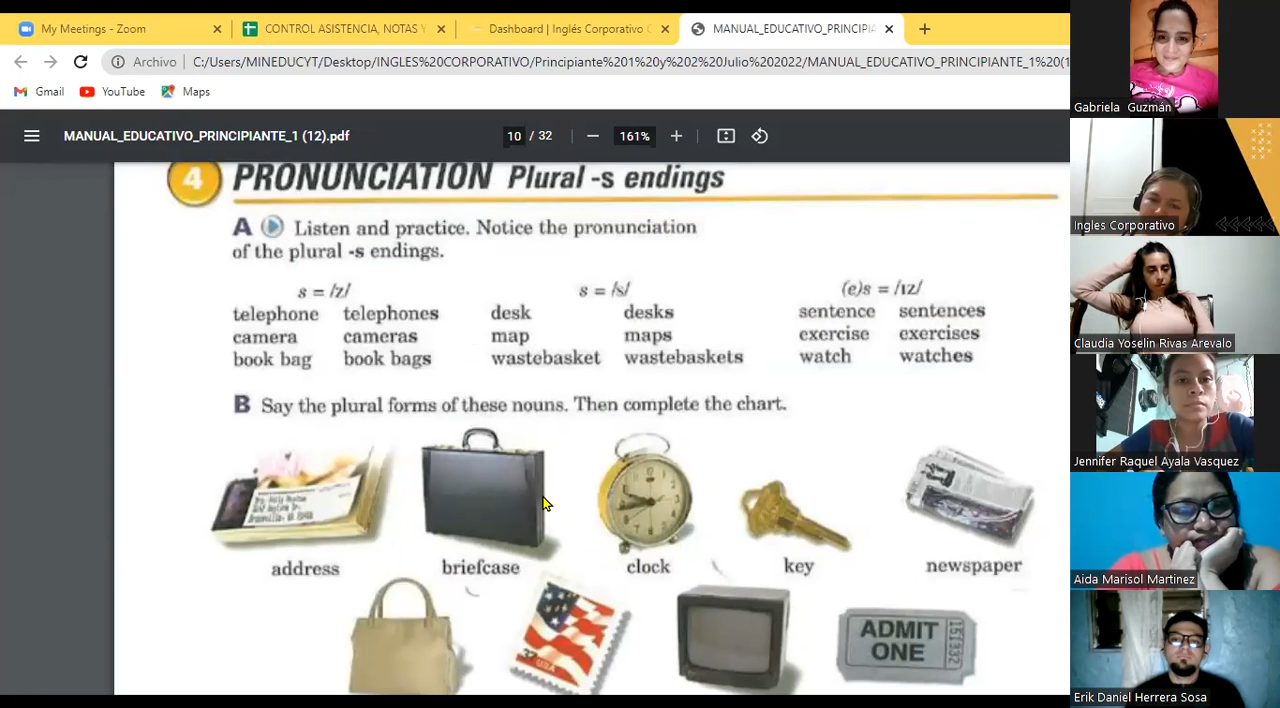 My Meetings - Zoom
CONTROL ASISTENCIA, NOTAS Y
Dashboard | Inglés Corporativo C
MANUAL_EDUCATIVO_PRINCIPIA
Archivo
C:/Users/MINEDUCYT/Desktop/INGLES%20CORPORATIVO/Principiante%201%20y%202%20Julio%202022/MANUAL_EDUCATIVO_PRINCIPIANTE_1%20(1
Gmail YouTube Maps
MANUAL_EDUCATIVO_PRINCIPIANTE_1 (12).pdf
10 / 32
161%
4 PRONUNCIATION Plural -s endings
A Listen and practice. Notice the pronunciation
of the plural -s endings.
s = /z/ s = /s/ (e)s = /ɪz/
telephone telephones desk desks sentence sentences
camera cameras map maps exercise exercises
book bag book bags wastebasket wastebaskets watch watches
B Say the plural forms of these nouns. Then complete the chart.
address briefcase clock key newspaper
USA
ADMIT
ONE
151332
Gabriela Guzmán
Ingles Corporativo
Claudia Yoselin Rivas Arevalo
Jennifer Raquel Ayala Vasquez
Aida Marisol Martinez
Erik Daniel Herrera Sosa